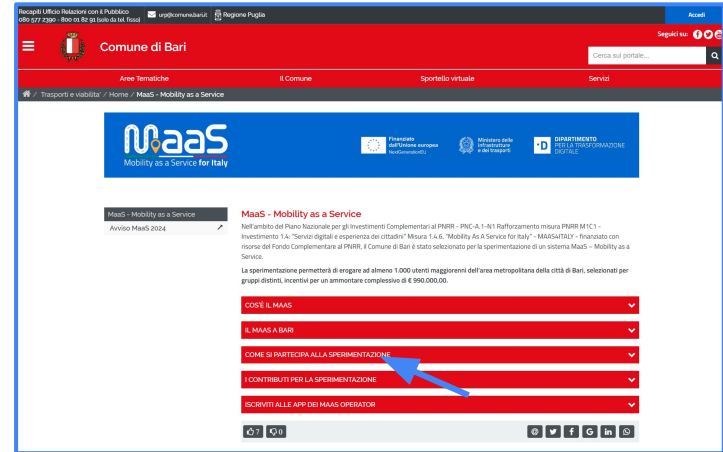 Recapiti Ufficio Relazioni con il Pubblico
080 577 2390 - 800 01 82 91 (solo da tel. fisso)
urp@comune.bari.it
Regione Puglia
Accedi
Seguici su:
Comune di Bari
Cerca sul portale...
Aree Tematiche
Il Comune
Sportello virtuale
Servizi
/ Trasporti e viabilita' / Home / MaaS - Mobility as a Service
MaaS
Mobility as a Service for Italy
Finanziato
dall'Unione europea
NextGenerationEU
Ministero delle
infrastrutture
e dei trasporti
DIPARTIMENTO
PER LA TRASFORMAZIONE
DIGITALE
MaaS - Mobility as a Service
Avviso MaaS 2024
MaaS - Mobility as a Service
Nell'ambito del Piano Nazionale per gli Investimenti Complementari al PNRR - PNC-A.1-N1 Rafforzamento misura PNRR M1C1 -
Investimento 1.4: "Servizi digitali e esperienza dei cittadini" Misura 1.4.6. "Mobility As A Service for Italy" - MAAS4ITALY - finanziato con
risorse del Fondo Complementare al PNRR, il Comune di Bari è stato selezionato per la sperimentazione di un sistema MaaS – Mobility as a
Service.
La sperimentazione permetterà di erogare ad almeno 1.000 utenti maggiorenni dell'area metropolitana della città di Bari, selezionati per
gruppi distinti, incentivi per un ammontare complessivo di € 990.000,00.
COS'È IL MAAS
IL MAAS A BARI
COME SI PARTECIPA ALLA SPERIMENTAZIONE
I CONTRIBUTI PER LA SPERIMENTAZIONE
ISCRIVITI ALLE APP DEI MAAS OPERATOR
7
0